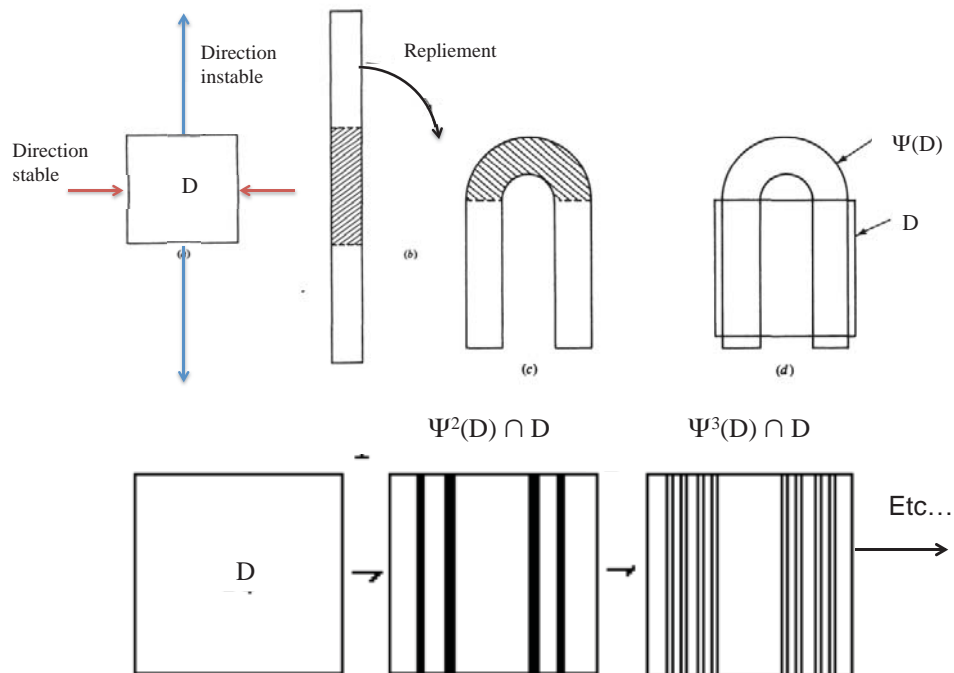 Direction
instable
Repliement
Direction
stable
D
(a)
(b)
(c)
(d)
Ψ(D)
D
Ψ²(D) ∩ D
Ψ³(D) ∩ D
D
Etc...